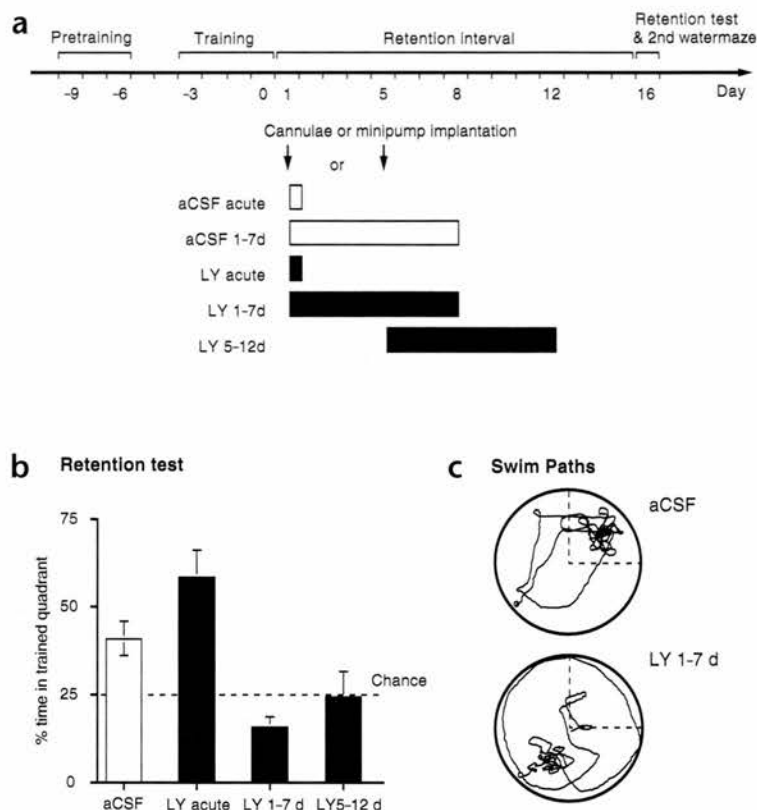 a
Retention test
Pretraining Training Retention interval & 2nd watermaze
-9 -6 -3 0 1 5 8 12 16 Day
Cannulae or minipump implantation
or
aCSF acute
aCSF 1-7d
LY acute
LY 1-7d
LY 5-12d
b Retention test
75
50
25
0
% time in trained quadrant
Chance
aCSF LY acute LY 1-7 d LY5-12 d
c Swim Paths
aCSF
LY 1-7 d